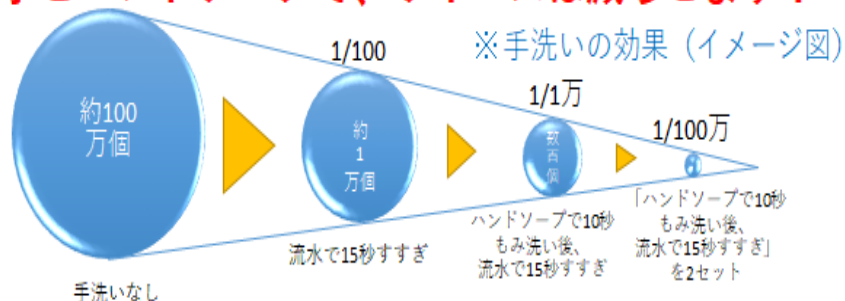 ※手洗いの効果（イメージ図）
約100
万個
手洗いなし
1/100
約
1
万個
流水で15秒すすぎ
1/1万
数
百
個
ハンドソープで10秒
もみ洗い後、
流水で15秒すすぎ
1/100万
「ハンドソープで10秒
もみ洗い後、
流水で15秒すすぎ」
を2セット